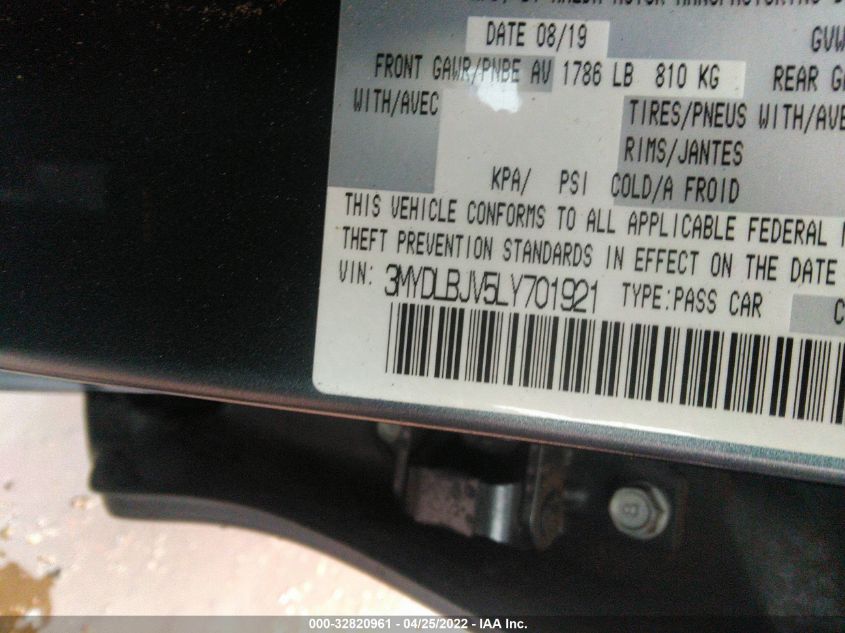 DATE 08/19
GVW
FRONT GAWR/PNBE AV 1786 LB 810 KG
REAR
WITH/AVEC
TIRES/PNEUS WITH/AVE
RIMS/JANTES
KPA/ PSI COLD/A FROID
THIS VEHICLE CONFORMS TO ALL APPLICABLE FEDERAL
THEFT PREVENTION STANDARDS IN EFFECT ON THE DATE
VIN: 3MYDLBJV5LY701921 TYPE:PASS CAR
000-32820961 - 04/25/2022 - IAA Inc.